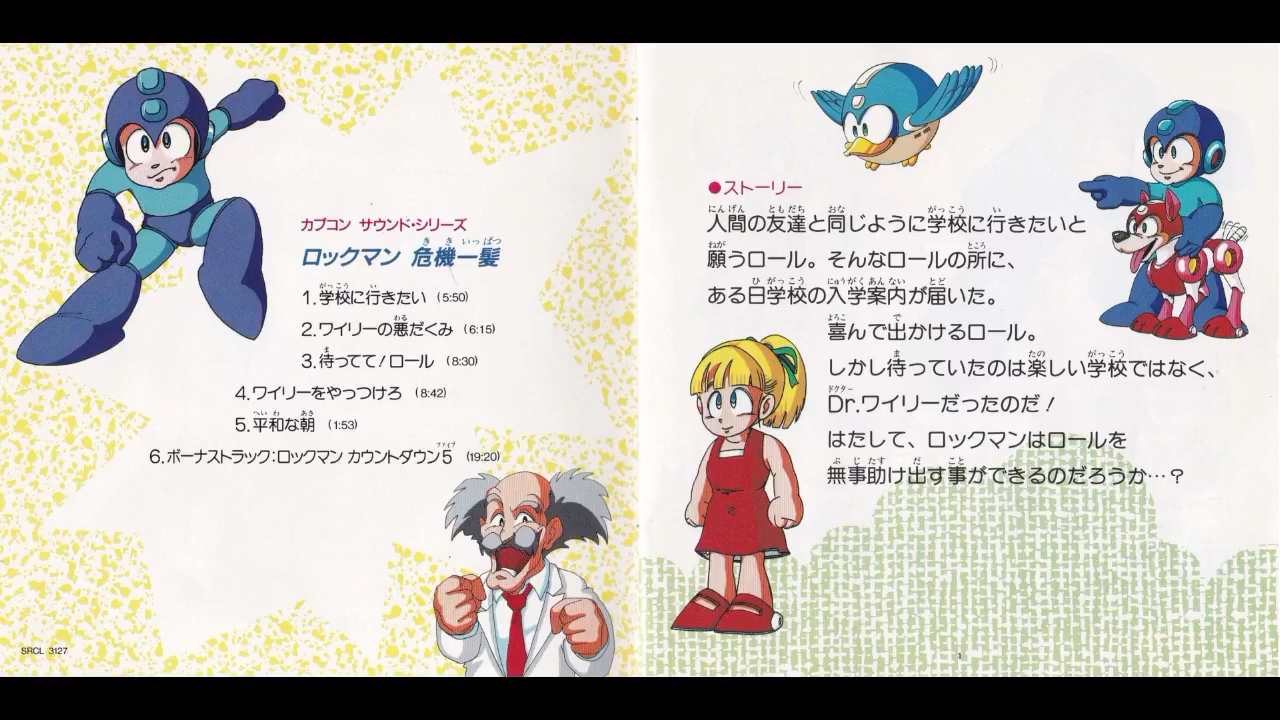 カプコン サウンド・シリーズ
ロックマン 危機一髪
1.学校に行きたい (5:50)
2.ワイリーの悪だくみ (6:15)
3.待ってて!ロール (8:30)
4.ワイリーをやっつけろ (8:42)
5.平和な朝 (1:53)
6.ボーナストラック:ロックマン カウントダウン5 (19:20)
SRCL 3127
●ストーリー
人間の友達と同じように学校に行きたいと
願うロール。そんなロールの所に、
ある日学校の入学案内が届いた。
喜んで出かけるロール。
しかし待っていたのは楽しい学校ではなく、
Dr.ワイリーだったのだ!
はたして、ロックマンはロールを
無事助け出す事ができるのだろうか…?
1